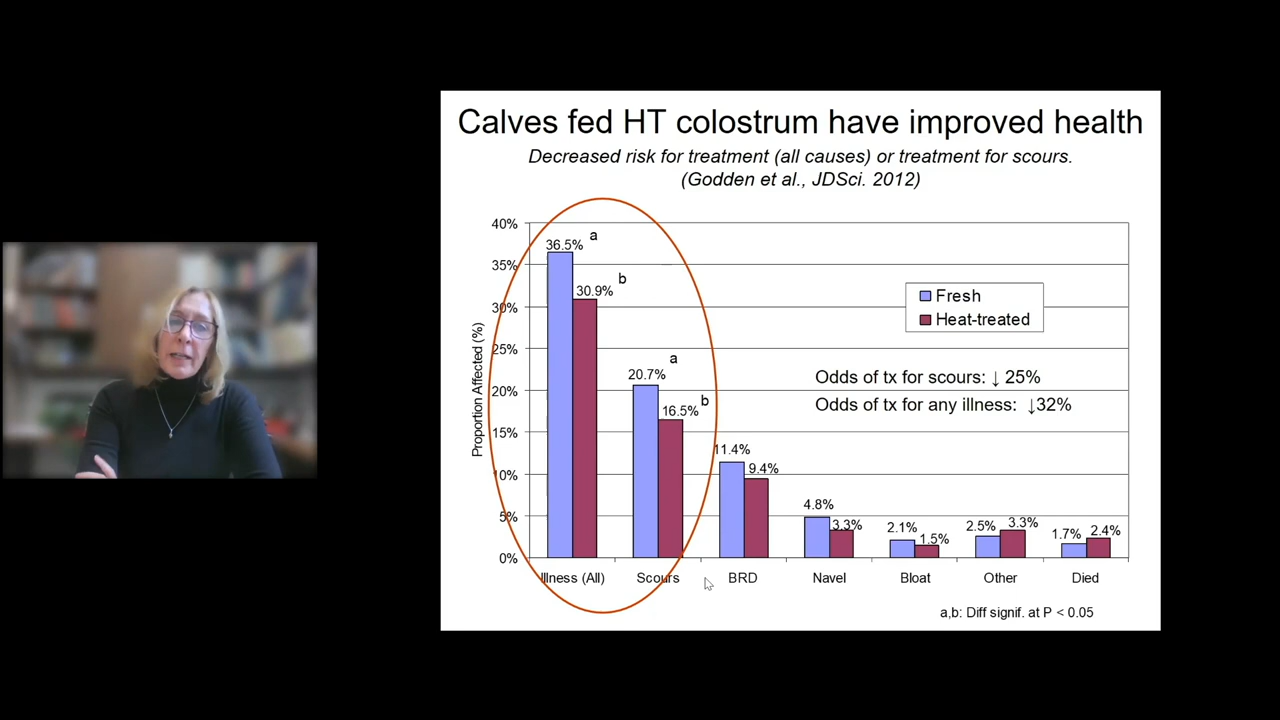 Calves fed HT colostrum have improved health
Decreased risk for treatment (all causes) or treatment for scours.
(Godden et al., JDSci. 2012)
Proportion Affected (%)
40%
35%
30%
25%
20%
15%
10%
5%
0%
36.5% a
30.9% b
20.7% a
16.5% b
11.4%
9.4%
4.8%
3.3%
2.1%
1.5%
2.5%
3.3%
1.7%
2.4%
Fresh
Heat-treated
Odds of tx for scours: ↓ 25%
Odds of tx for any illness: ↓32%
Illness (All)
Scours
BRD
Navel
Bloat
Other
Died
a,b: Diff signif. at P < 0.05